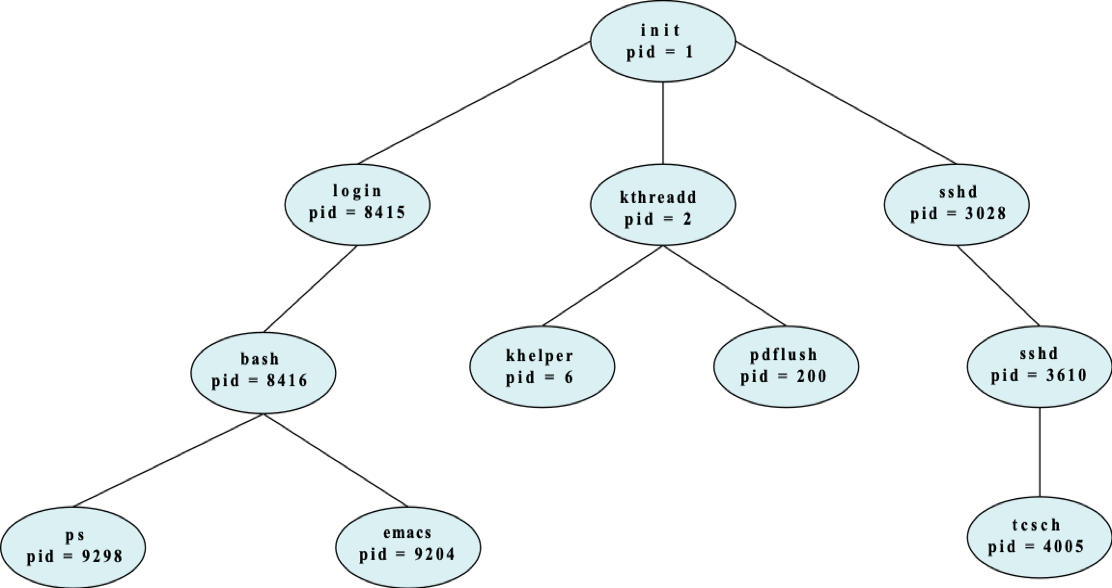 init
pid = 1
login
pid = 8415
kthreadd
pid = 2
sshd
pid = 3028
bash
pid = 8416
khelper
pid = 6
pdflush
pid = 200
sshd
pid = 3610
ps
pid = 9298
emacs
pid = 9204
tcsch
pid = 4005